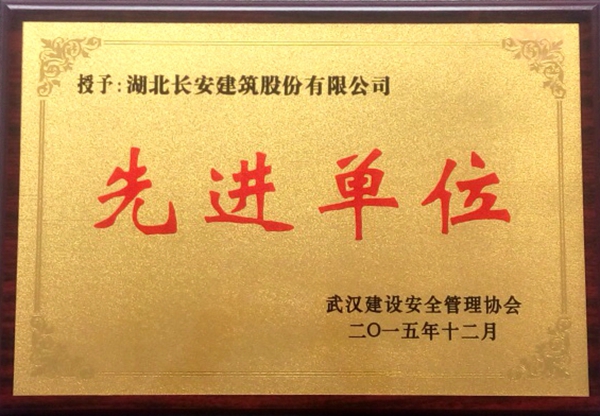 授予:湖北长安建筑股份有限公司
先进单位
武汉建设安全管理协会
二〇一五年十二月